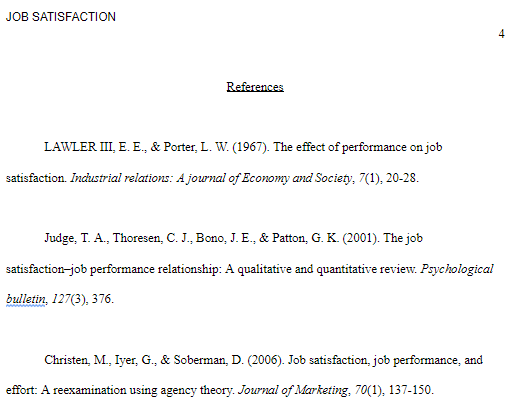 JOB SATISFACTION
4
References
LAWLER III, E. E., & Porter, L. W. (1967). The effect of performance on job
satisfaction. Industrial relations: A journal of Economy and Society, 7(1), 20-28.
Judge, T. A., Thoresen, C. J., Bono, J. E., & Patton, G. K. (2001). The job
satisfaction–job performance relationship: A qualitative and quantitative review. Psychological
bulletin, 127(3), 376.
Christen, M., Iyer, G., & Soberman, D. (2006). Job satisfaction, job performance, and
effort: A reexamination using agency theory. Journal of Marketing, 70(1), 137-150.